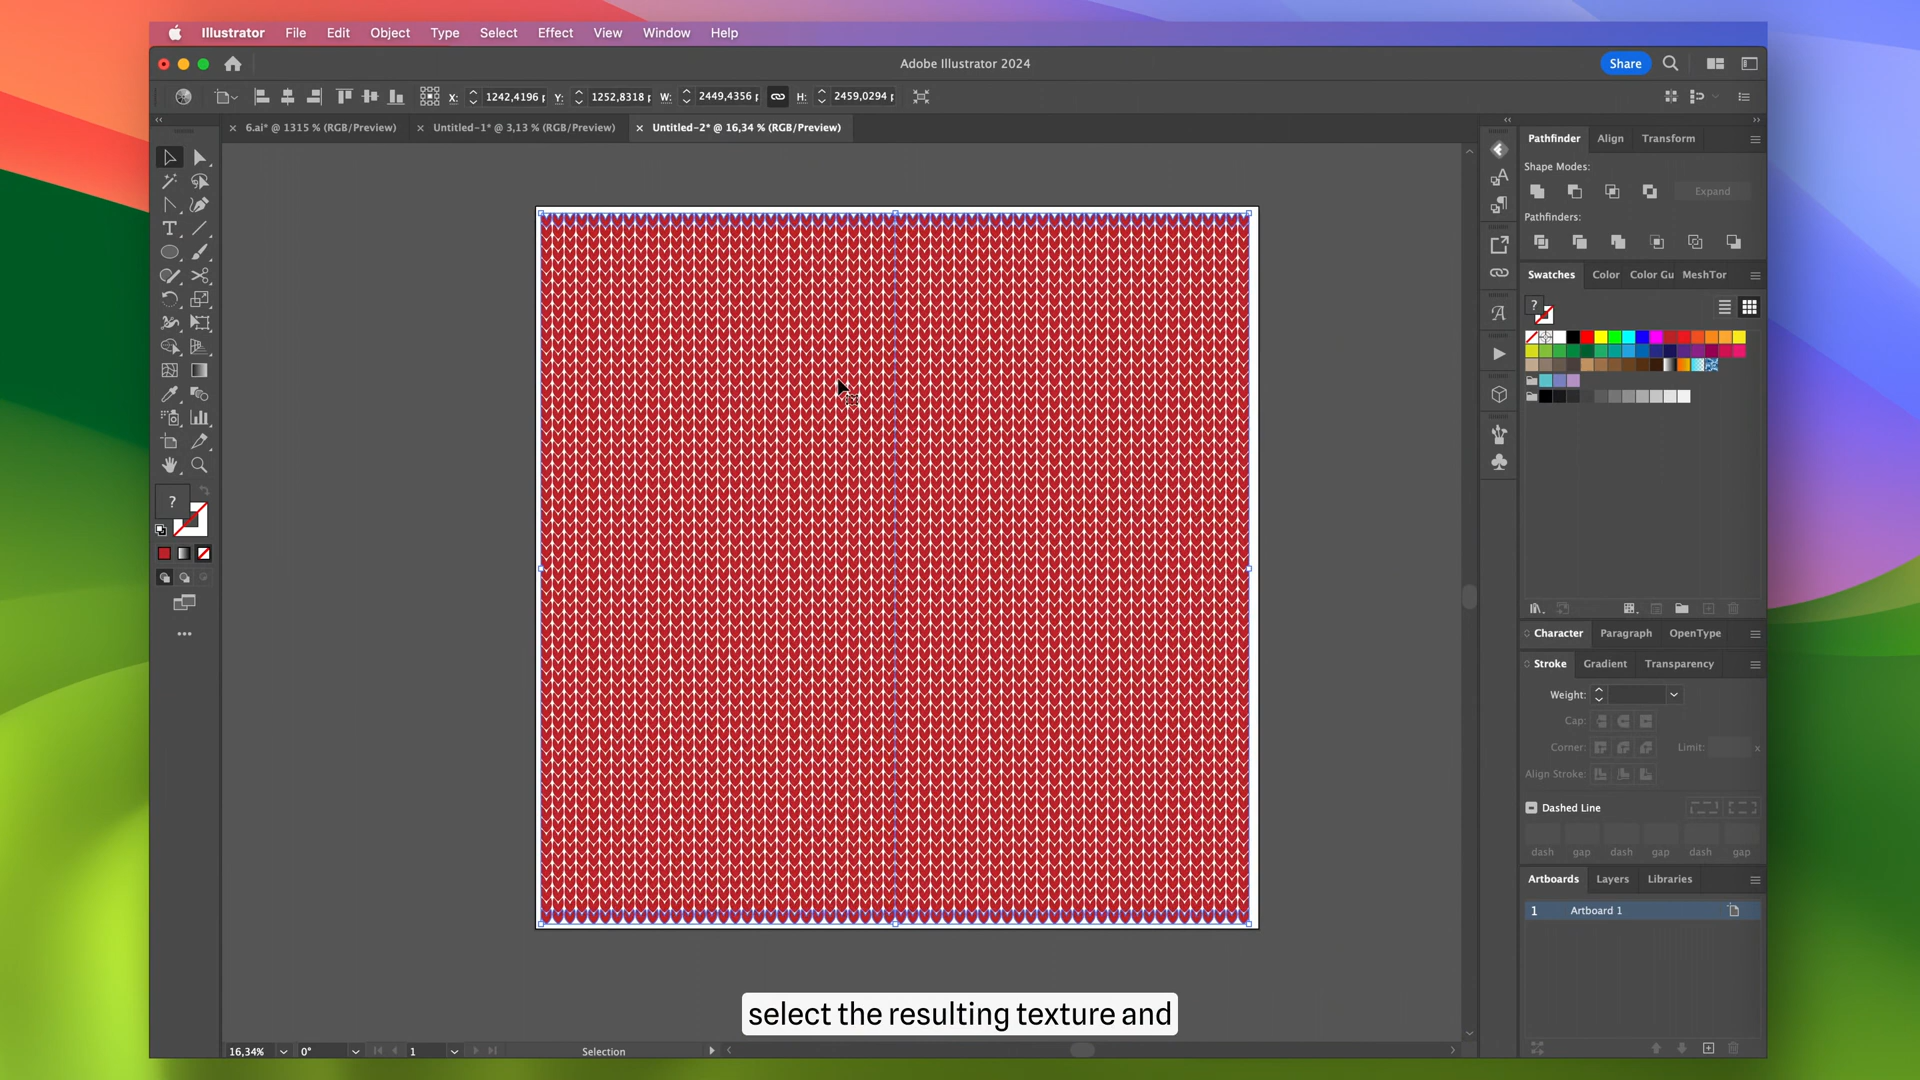 Illustrator File Edit Object Type Select Effect View Window Help
Adobe Illustrator 2024
Share
X: 1242,4196 p Y: 1252,8318 p W: 2449,4356 p H: 2459,0294 p
6.ai* @ 1315 % (RGB/Preview) Untitled-1* @ 3,13 % (RGB/Preview) Untitled-2* @ 16,34 % (RGB/Preview)
Pathfinder Align Transform
Shape Modes:
Expand
Pathfinders:
Swatches Color Color Gu MeshTor
?
?
Character Paragraph OpenType
Stroke Gradient Transparency
Weight:
Cap:
Corner: Limit: x
Align Stroke:
Dashed Line
dash gap dash gap dash gap
Artboards Layers Libraries
1 Artboard 1
select the resulting texture and
16,34% 0° 1 Selection